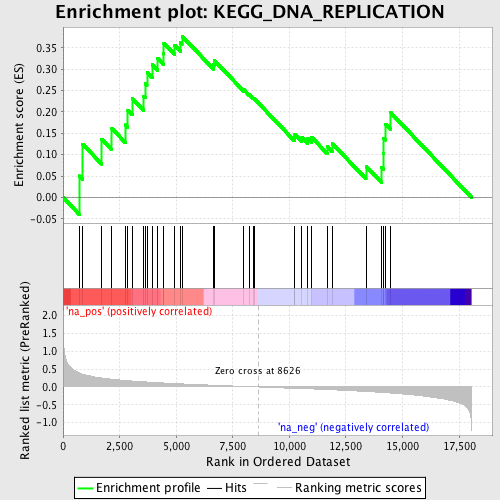 Enrichment plot: KEGG_DNA_REPLICATION
Enrichment score (ES)
0.35
0.30
0.25
0.20
0.15
0.10
0.05
0.00
-0.05
'na_pos' (positively correlated)
Ranked list metric (PreRanked)
2.0
1.5
1.0
0.5
0.0
-0.5
-1.0
Zero cross at 8626
'na_neg' (negatively correlated)
0
2,500
5,000
7,500
10,000
12,500
15,000
17,500
Rank in Ordered Dataset
Enrichment profile
Hits
Ranking metric scores